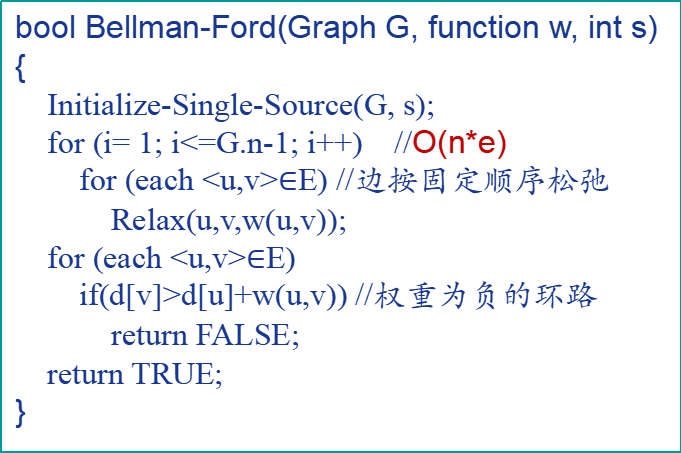 bool Bellman-Ford(Graph G, function w, int s)
{
Initialize-Single-Source(G, s);
for (i= 1; i<=G.n-1; i++) //O(n*e)
for (each <u,v>∈E) //边按固定顺序松弛
Relax(u,v,w(u,v));
for (each <u,v>∈E)
if(d[v]>d[u]+w(u,v)) //权重为负的环路
return FALSE;
return TRUE;
}